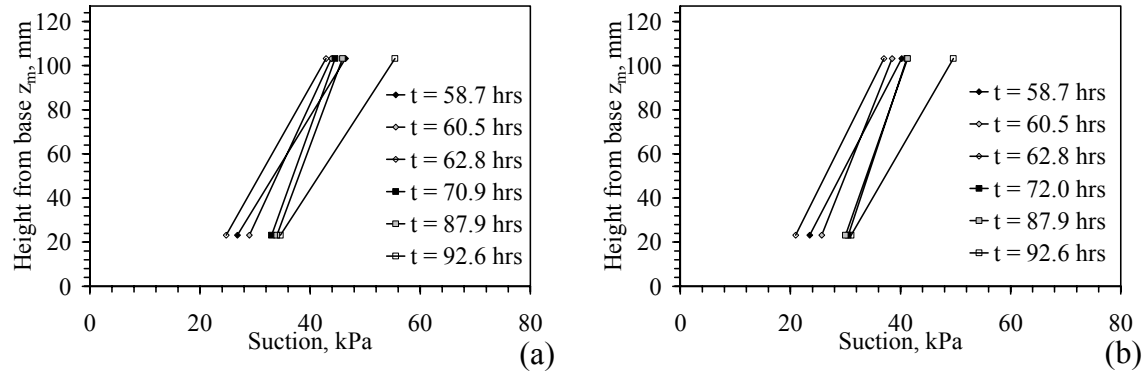 Height from base zm, mm
120
100
80
60
40
20
0
t = 58.7 hrs
t = 60.5 hrs
t = 62.8 hrs
t = 70.9 hrs
t = 87.9 hrs
t = 92.6 hrs
0 20 40 60 80
Suction, kPa
(a)
Height from base zm, mm
120
100
80
60
40
20
0
t = 58.7 hrs
t = 60.5 hrs
t = 62.8 hrs
t = 72.0 hrs
t = 87.9 hrs
t = 92.6 hrs
0 20 40 60 80
Suction, kPa
(b)